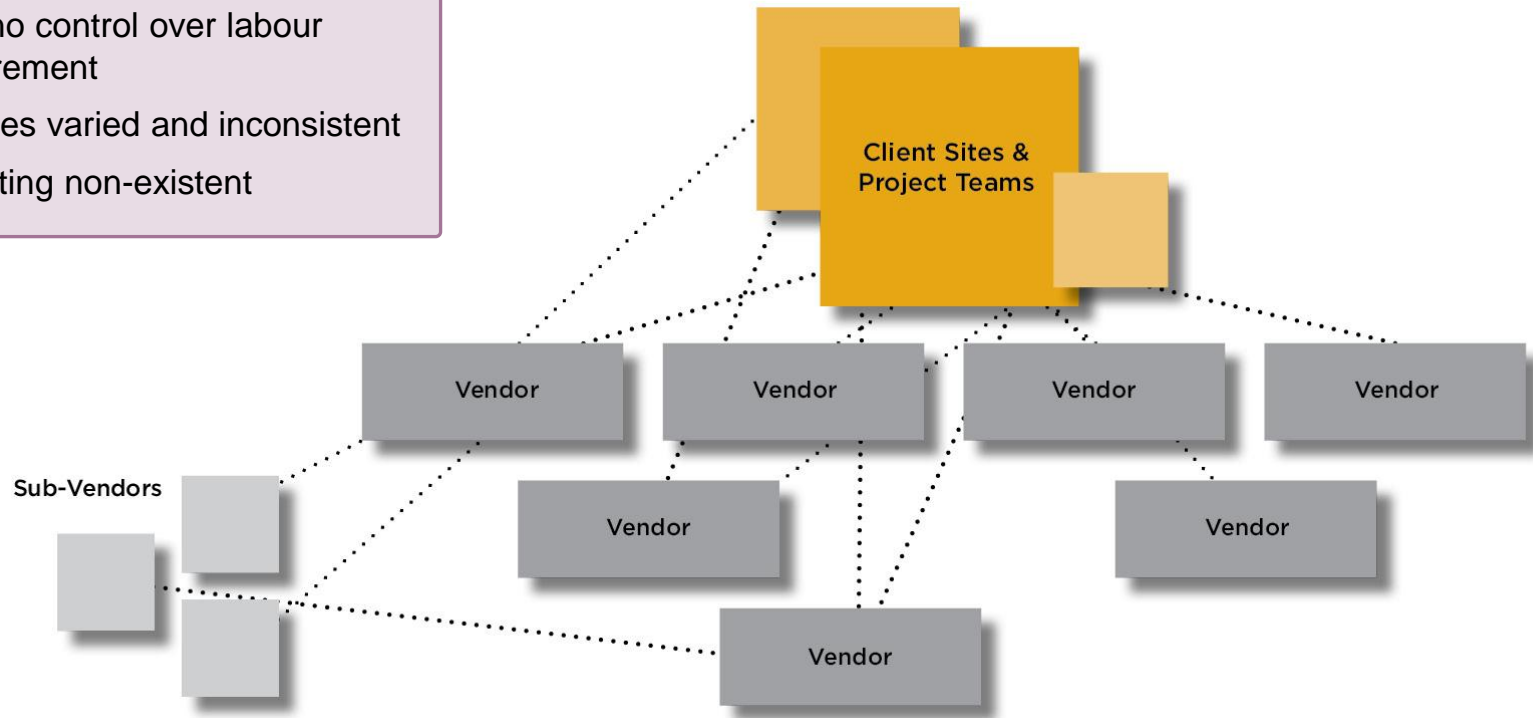 no control over labour
rement
es varied and inconsistent
ting non-existent
Client Sites &
Project Teams
Vendor
Vendor
Vendor
Vendor
Sub-Vendors
Vendor
Vendor
Vendor